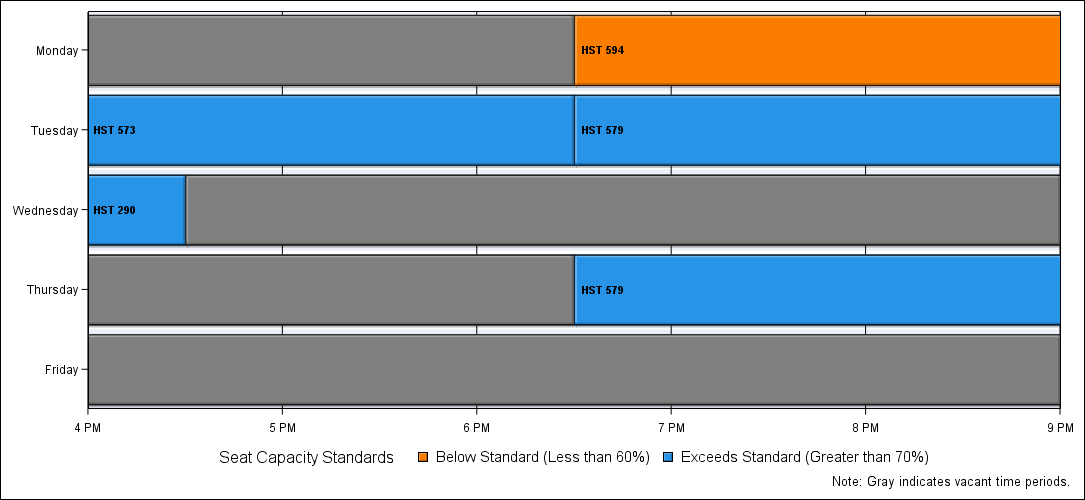 Monday
HST 594
Tuesday
HST 573
HST 579
Wednesday
HST 290
Thursday
HST 579
Friday
4 PM 5 PM 6 PM 7 PM 8 PM 9 PM
Seat Capacity Standards Below Standard (Less than 60%) Exceeds Standard (Greater than 70%)
Note: Gray indicates vacant time periods.